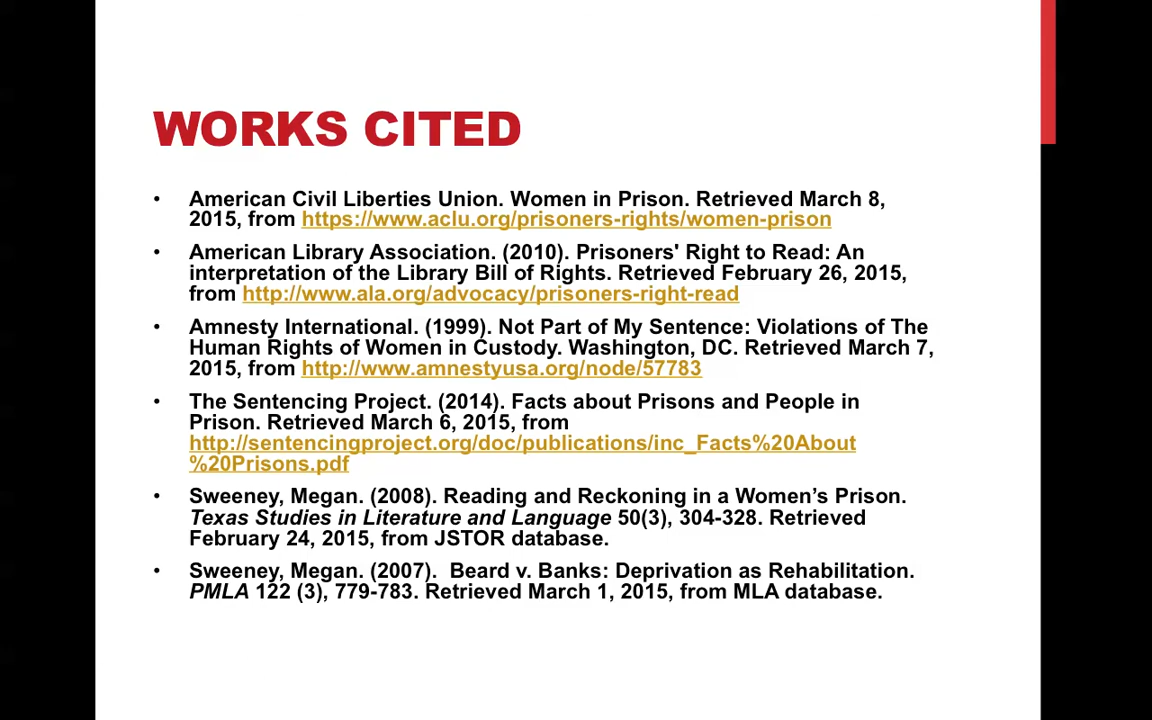 WORKS CITED
• American Civil Liberties Union. Women in Prison. Retrieved March 8,
2015, from https://www.aclu.org/prisoners-rights/women-prison
• American Library Association. (2010). Prisoners' Right to Read: An
interpretation of the Library Bill of Rights. Retrieved February 26, 2015,
from http://www.ala.org/advocacy/prisoners-right-read
• Amnesty International. (1999). Not Part of My Sentence: Violations of The
Human Rights of Women in Custody. Washington, DC. Retrieved March 7,
2015, from http://www.amnestyusa.org/node/57783
• The Sentencing Project. (2014). Facts about Prisons and People in
Prison. Retrieved March 6, 2015, from
http://sentencingproject.org/doc/publications/inc_Facts%20About
%20Prisons.pdf
• Sweeney, Megan. (2008). Reading and Reckoning in a Women’s Prison.
Texas Studies in Literature and Language 50(3), 304-328. Retrieved
February 24, 2015, from JSTOR database.
• Sweeney, Megan. (2007).  Beard v. Banks: Deprivation as Rehabilitation.
PMLA 122 (3), 779-783. Retrieved March 1, 2015, from MLA database.